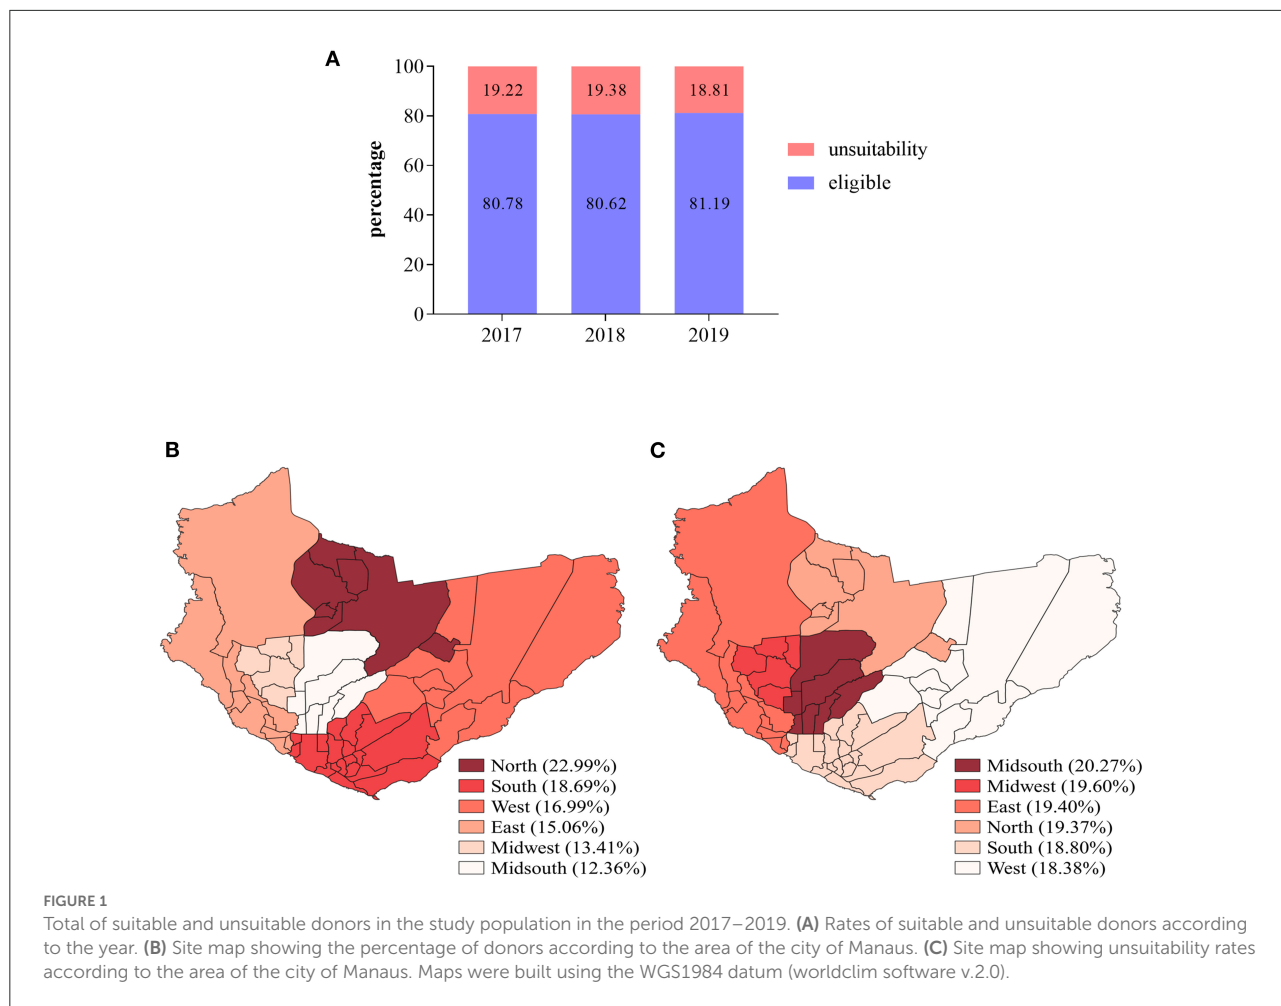 A
100
80
60
40
20
0
percentage
19.22 19.38 18.81
80.78 80.62 81.19
2017 2018 2019
unsuitability
eligible
B
North (22.99%)
South (18.69%)
West (16.99%)
East (15.06%)
Midwest (13.41%)
Midsouth (12.36%)
C
Midsouth (20.27%)
Midwest (19.60%)
East (19.40%)
North (19.37%)
South (18.80%)
West (18.38%)
FIGURE 1
Total of suitable and unsuitable donors in the study population in the period 2017–2019. (A) Rates of suitable and unsuitable donors according
to the year. (B) Site map showing the percentage of donors according to the area of the city of Manaus. (C) Site map showing unsuitability rates
according to the area of the city of Manaus. Maps were built using the WGS1984 datum (worldclim software v.2.0).